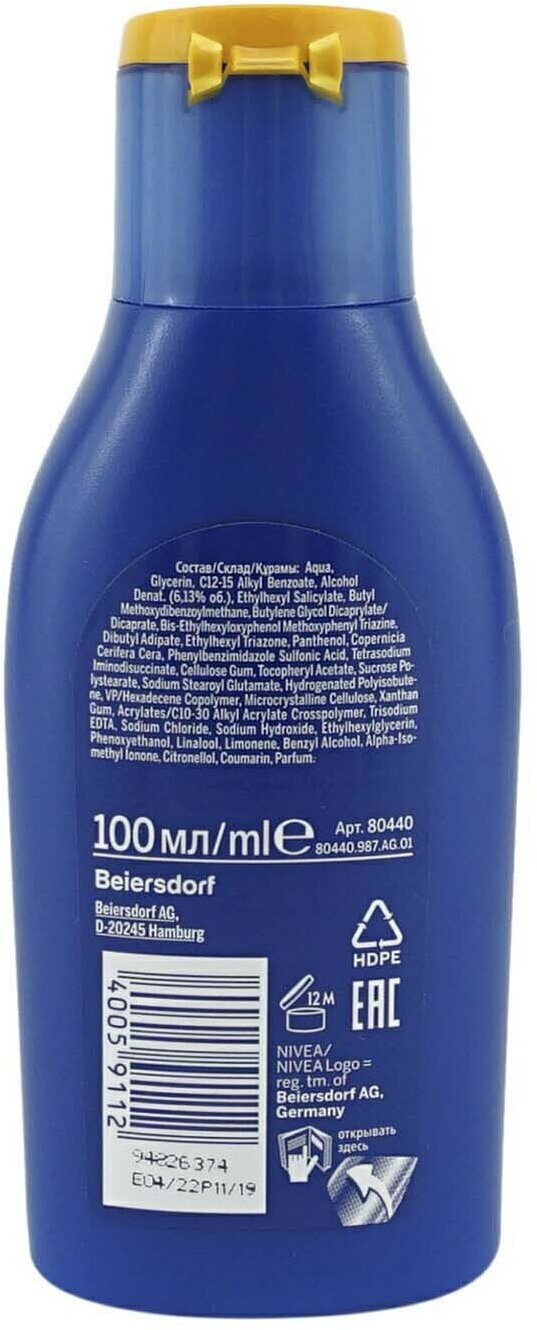 Состав/Склад/Құрамы: Aqua,
Glycerin, C12-15 Alkyl Benzoate, Alcohol
Denat. (6,13% об.), Ethylhexyl Salicylate, Butyl
Methoxydibenzoylmethane, Butylene Glycol Dicaprylate/
Dicaprate, Bis-Ethylhexyloxyphenol Methoxyphenyl Triazine,
Dibutyl Adipate, Ethylhexyl Triazone, Panthenol, Copernicia
Cerifera Cera, Phenylbenzimidazole Sulfonic Acid, Tetrasodium
Iminodisuccinate, Cellulose Gum, Tocopheryl Acetate, Sucrose Po-
lystearate, Sodium Stearoyl Glutamate, Hydrogenated Polyisobute-
ne, VP/Hexadecene Copolymer, Microcrystalline Cellulose, Xanthan
Gum, Acrylates/C10-30 Alkyl Acrylate Crosspolymer, Trisodium
EDTA, Sodium Chloride, Sodium Hydroxide, Ethylhexylglycerin,
Phenoxyethanol, Linalool, Limonene, Benzyl Alcohol, Alpha-Iso-
methyl Ionone, Citronellol, Coumarin, Parfum.
100 мл/ml e Арт. 80440
80440.987.AG.01
Beiersdorf
Beiersdorf AG,
D-20245 Hamburg
HDPE
40059112
12 M
EAC
NIVEA/
NIVEA Logo =
reg. tm. of
Beiersdorf AG,
Germany
открывать
здесь
94826374
E04/22P11/19